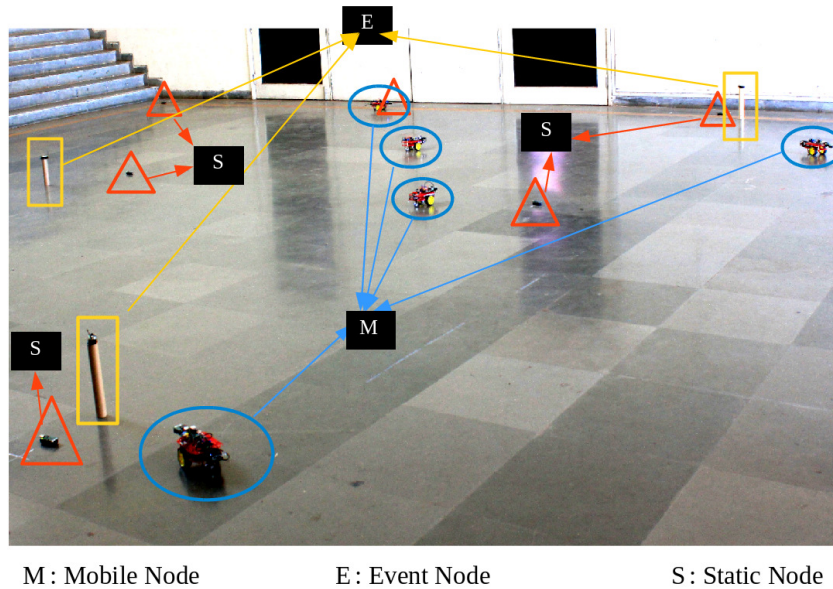 E
S
S
M
S
M : Mobile Node
E : Event Node
S : Static Node